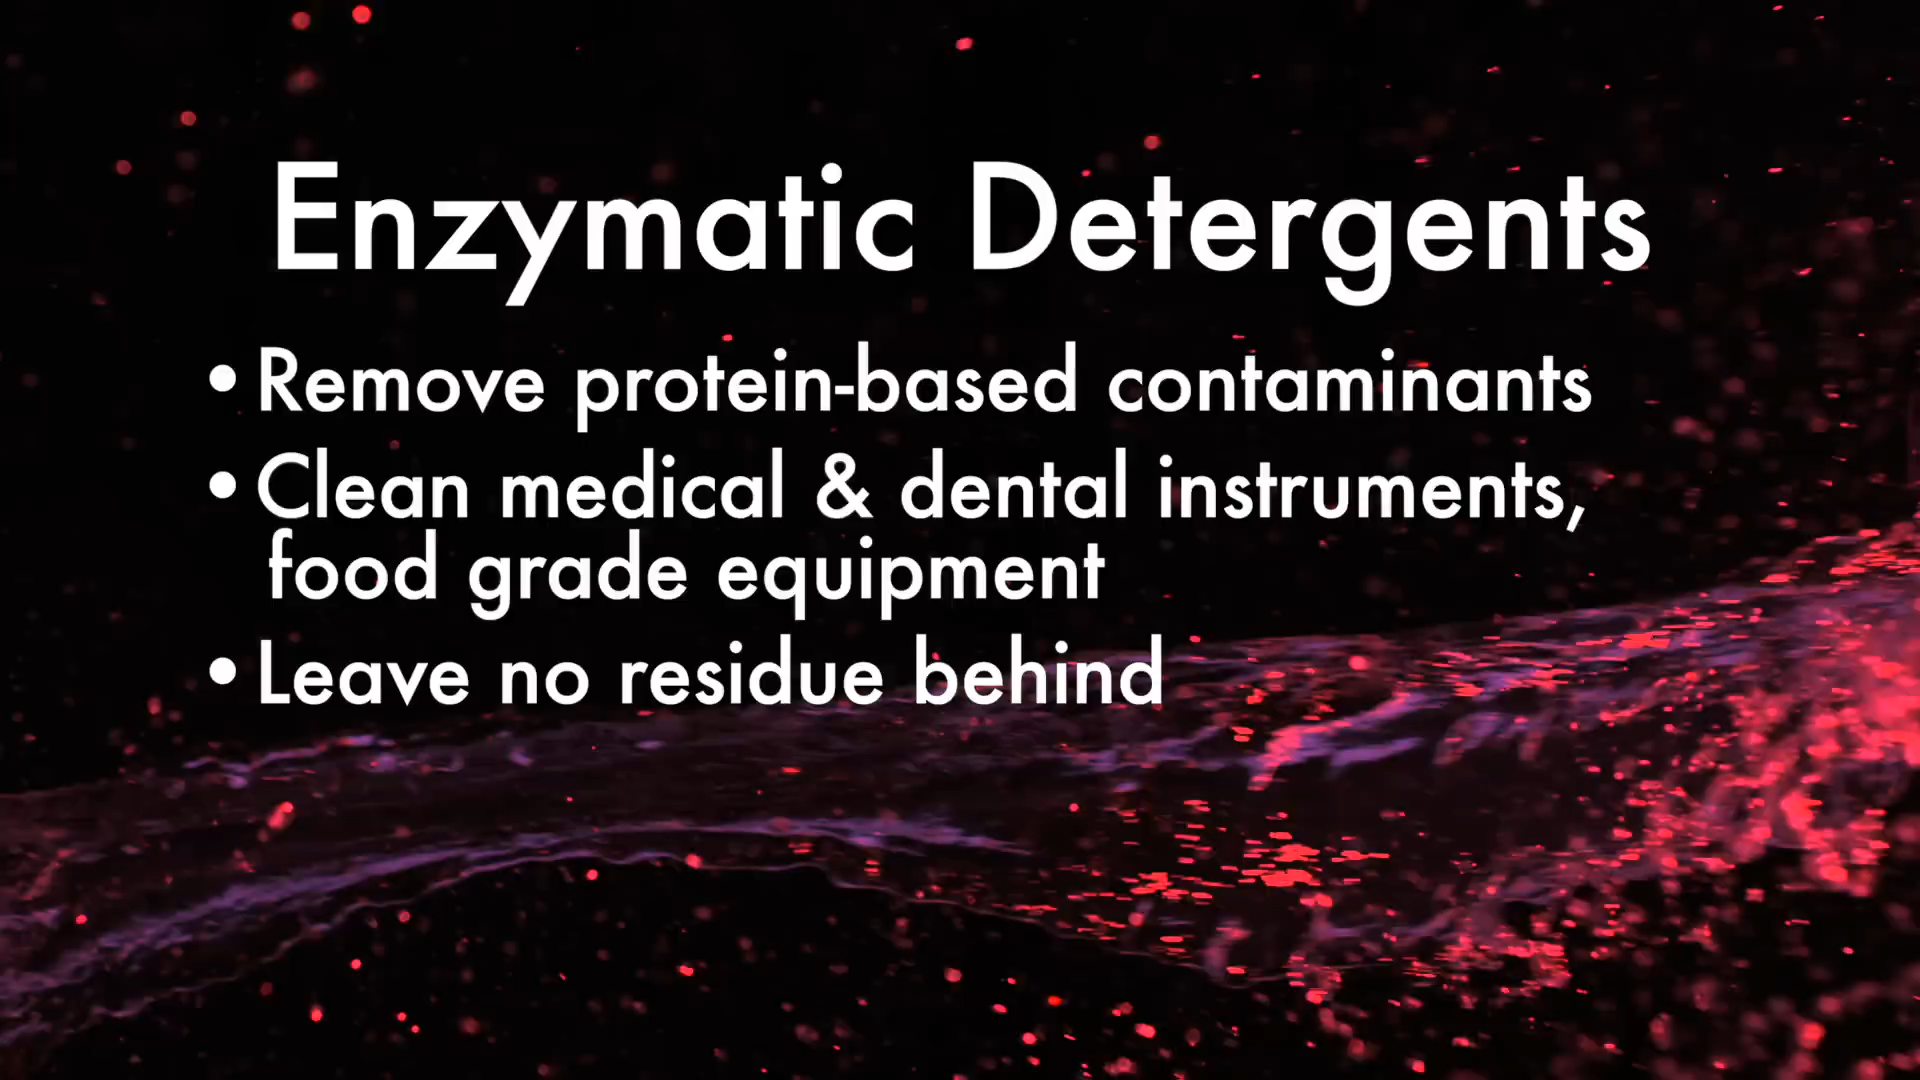 Enzymatic Detergents
•Remove protein-based contaminants
•Clean medical & dental instruments,
food grade equipment
•Leave no residue behind